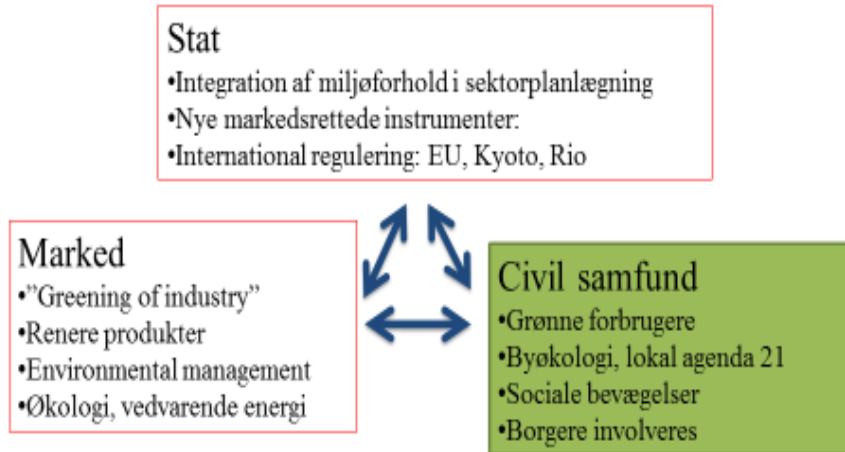 Stat
•Integration af miljøforhold i sektorplanlægning
•Nye markedsrettede instrumenter:
•International regulering: EU, Kyoto, Rio
Marked
•”Greening of industry”
•Renere produkter
•Environmental management
•Økologi, vedvarende energi
Civil samfund
•Grønne forbrugere
•Byøkologi, lokal agenda 21
•Sociale bevægelser
•Borgere involveres